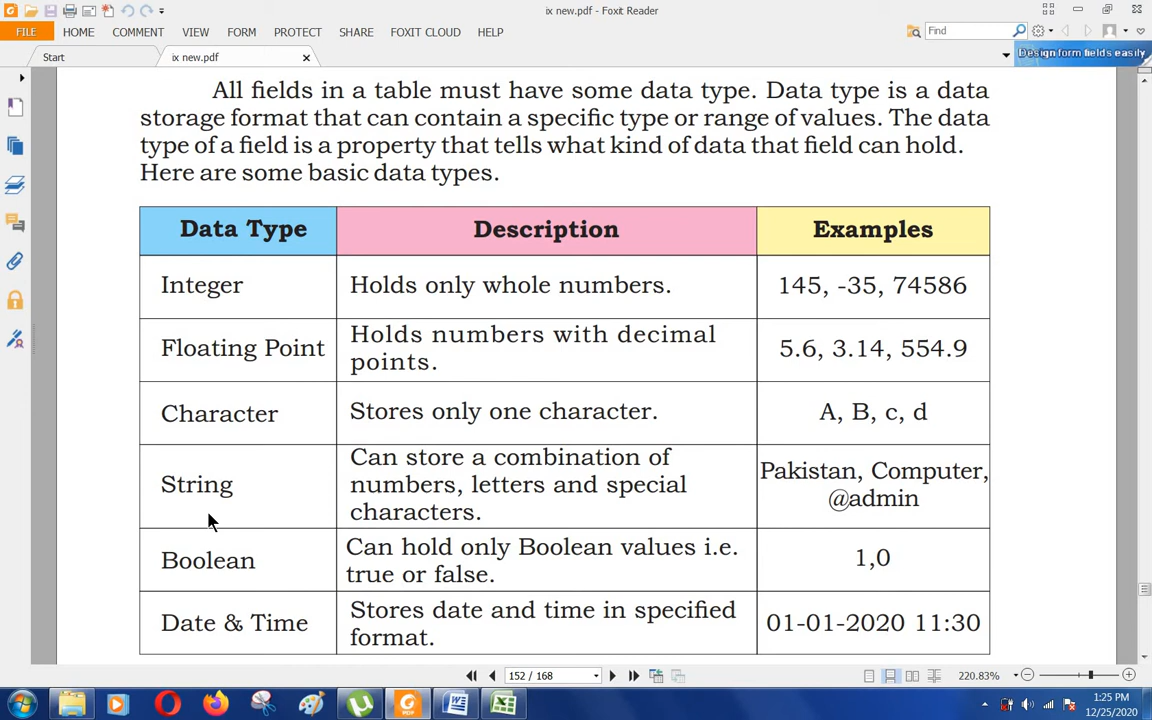 ix new.pdf - Foxit Reader
FILE HOME COMMENT VIEW FORM PROTECT SHARE FOXIT CLOUD HELP Find
Start ix new.pdf Design form fields easily
All fields in a table must have some data type. Data type is a data
storage format that can contain a specific type or range of values. The data
type of a field is a property that tells what kind of data that field can hold.
Here are some basic data types.
Data Type Description Examples
Integer Holds only whole numbers. 145, -35, 74586
Floating Point Holds numbers with decimal
points. 5.6, 3.14, 554.9
Character Stores only one character. A, B, c, d
String Can store a combination of
numbers, letters and special
characters. Pakistan, Computer,
@admin
Boolean Can hold only Boolean values i.e.
true or false. 1,0
Date & Time Stores date and time in specified
format. 01-01-2020 11:30
152 / 168 220.83%
1:25 PM
12/25/2020